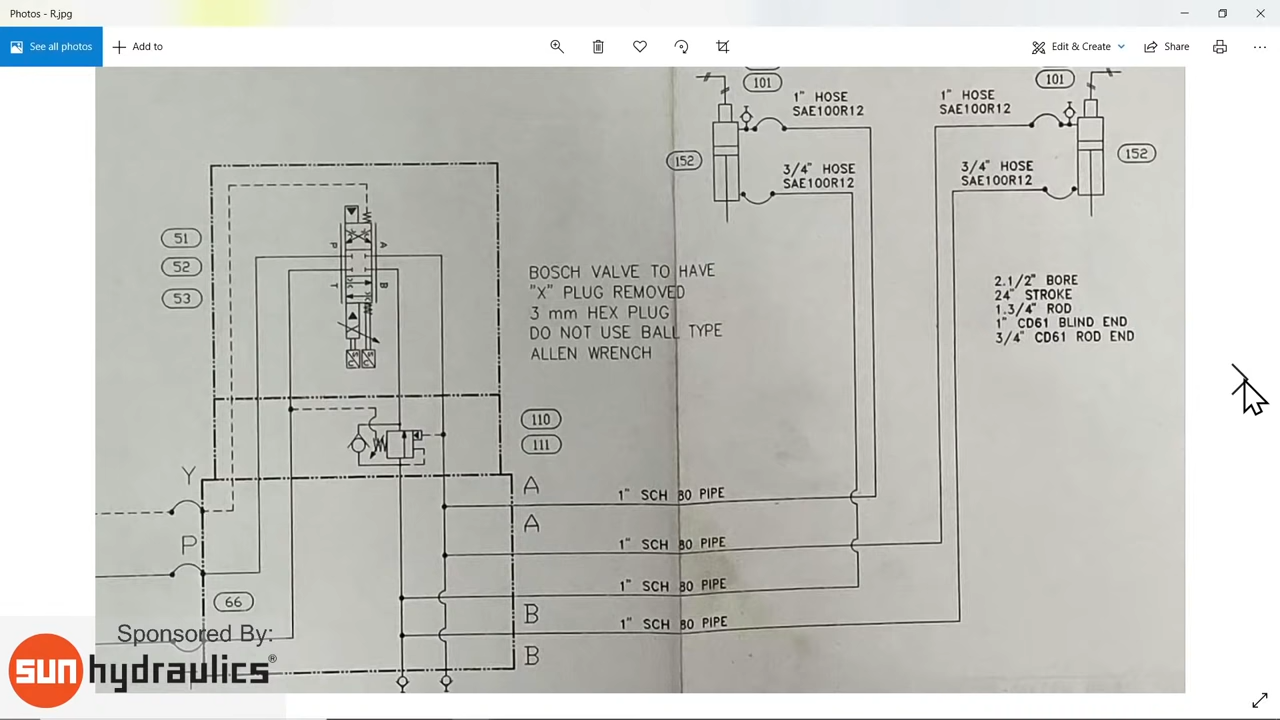 Photos - R.jpg
See all photos
Add to
Edit & Create
Share
101
101
1" HOSE
SAE100R12
1" HOSE
SAE100R12
152
152
3/4" HOSE
SAE100R12
3/4" HOSE
SAE100R12
51
52
53
P
A
T
B
BOSCH VALVE TO HAVE
"X" PLUG REMOVED
3 mm HEX PLUG
DO NOT USE BALL TYPE
ALLEN WRENCH
2.1/2" BORE
24" STROKE
1.3/4" ROD
1" CD61 BLIND END
3/4" CD61 ROD END
110
111
Y
A
1" SCH 80 PIPE
A
P
1" SCH 80 PIPE
1" SCH 80 PIPE
66
B
1" SCH 80 PIPE
B
Sponsored By:
sun hydraulics®